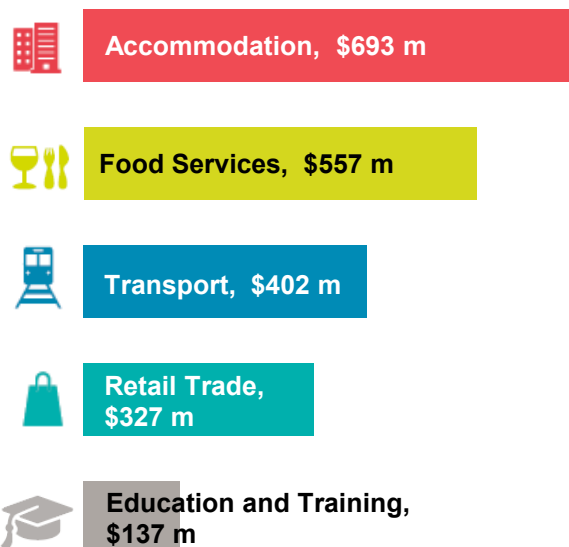 Accommodation, $693 m
Food Services, $557 m
Transport, $402 m
Retail Trade,
$327 m
Education and Training,
$137 m